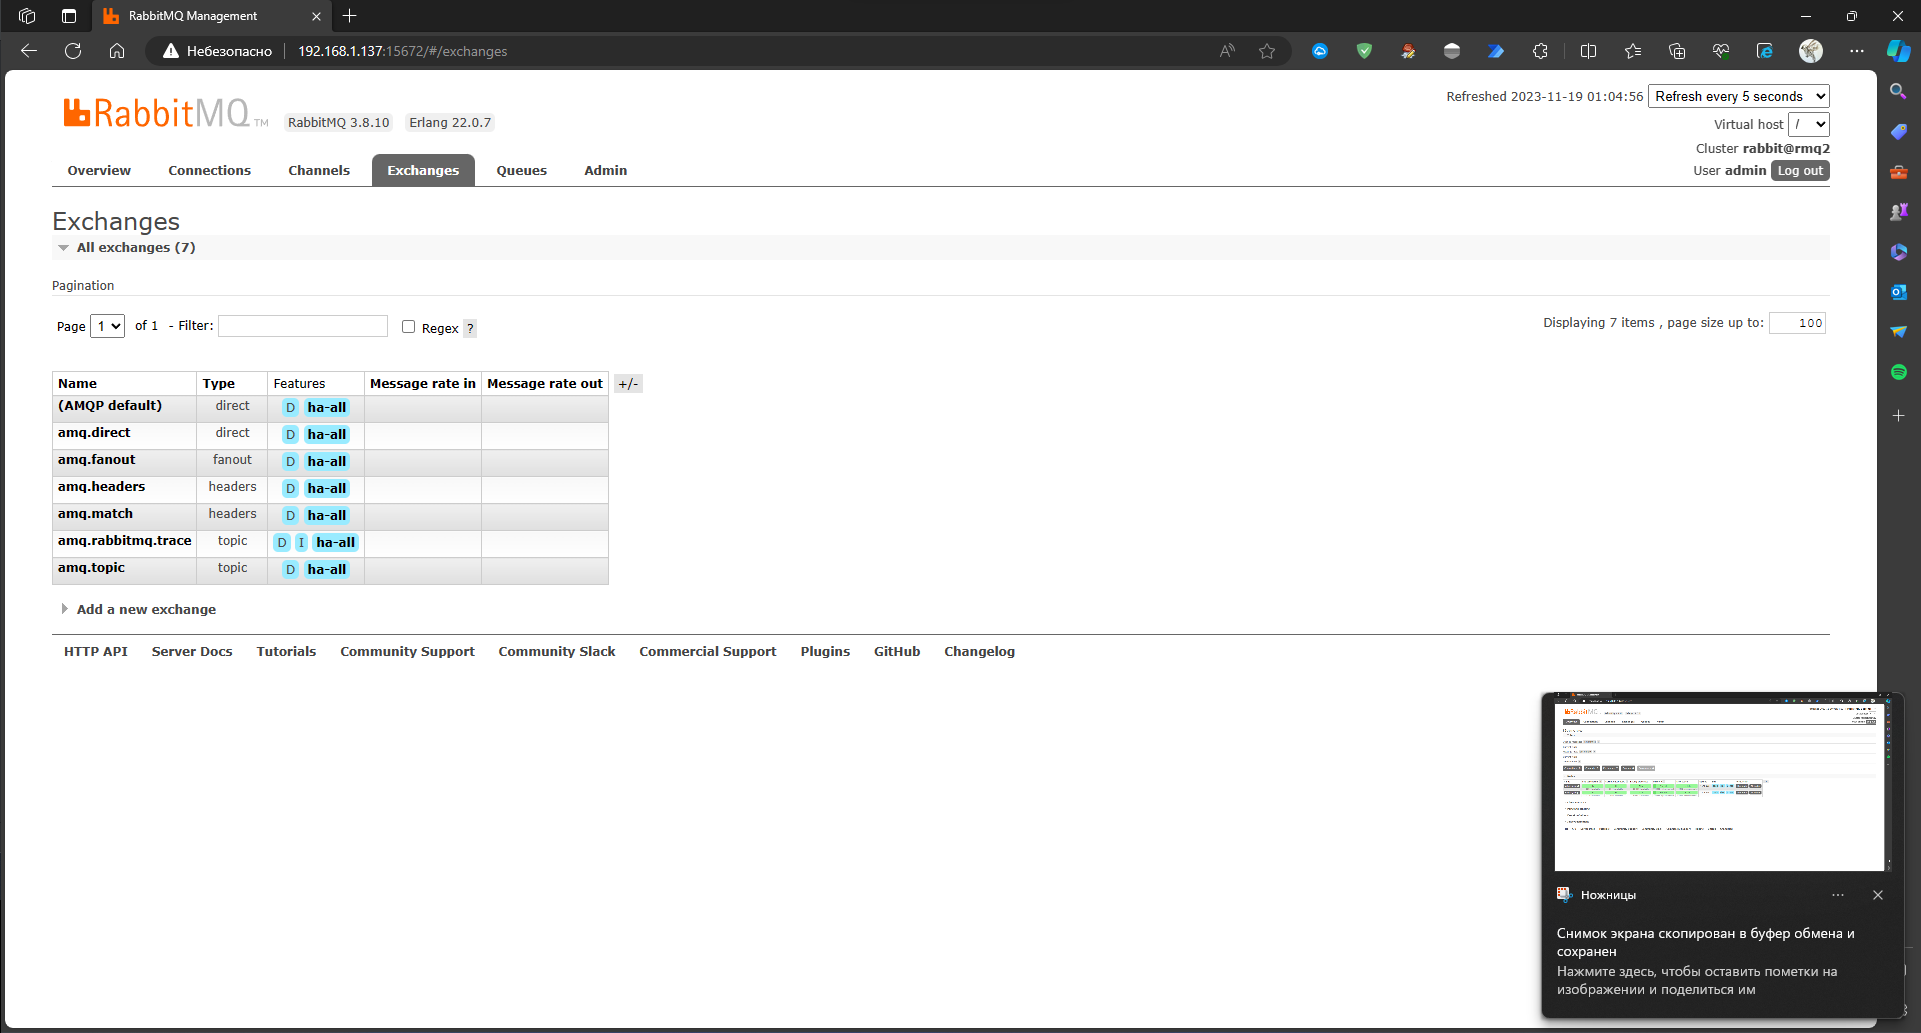 RabbitMQ Management
Небезопасно
192.168.1.137:15672/#/exchanges
RabbitMQ TM
RabbitMQ 3.8.10
Erlang 22.0.7
Refreshed 2023-11-19 01:04:56
Refresh every 5 seconds
Virtual host /
Cluster rabbit@rmq2
User admin Log out
Overview
Connections
Channels
Exchanges
Queues
Admin
Exchanges
All exchanges (7)
Pagination
Page 1 of 1 - Filter: Regex ?
Displaying 7 items , page size up to: 100
Name Type Features Message rate in Message rate out +/-
(AMQP default) direct D ha-all
amq.direct direct D ha-all
amq.fanout fanout D ha-all
amq.headers headers D ha-all
amq.match headers D ha-all
amq.rabbitmq.trace topic D I ha-all
amq.topic topic D ha-all
Add a new exchange
HTTP API
Server Docs
Tutorials
Community Support
Community Slack
Commercial Support
Plugins
GitHub
Changelog
Ножницы
Снимок экрана скопирован в буфер обмена и
сохранен
Нажмите здесь, чтобы оставить пометки на
изображении и поделиться им